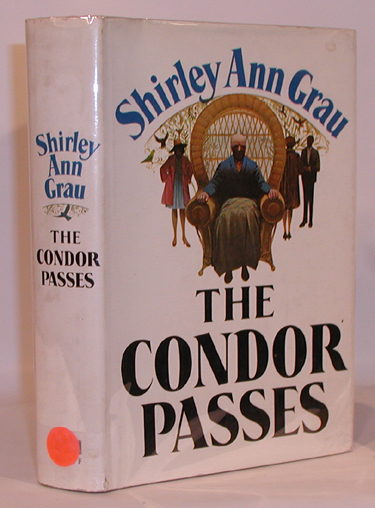 Shirley
Ann
Grau
THE
CONDOR
PASSES
Shirley Ann Grau
THE
CONDOR
PASSES